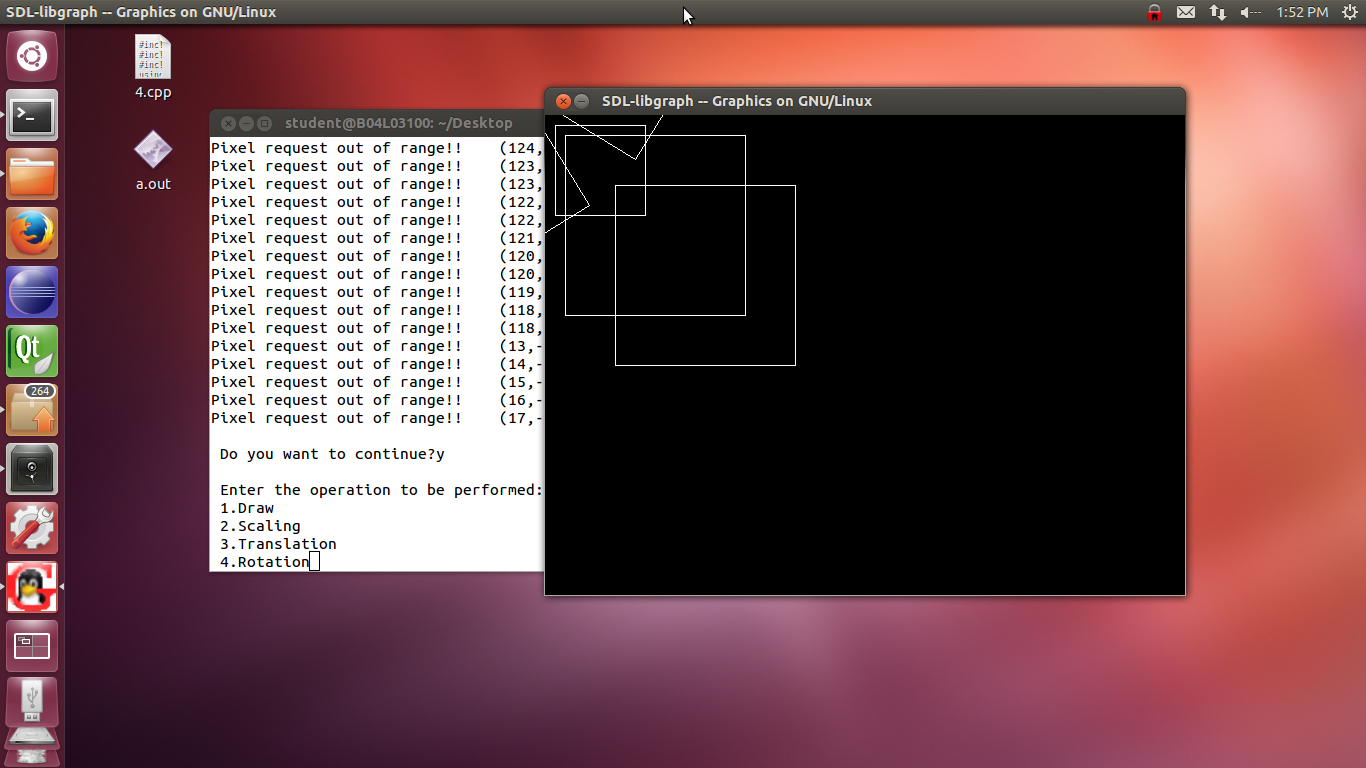 SDL-libgraph -- Graphics on GNU/Linux
1:52 PM
#inc!
#inc!
#inc!
using
4.cpp
a.out
Qt
264
student@B04L03100: ~/Desktop
Pixel request out of range!! (124,
Pixel request out of range!! (123,
Pixel request out of range!! (123,
Pixel request out of range!! (122,
Pixel request out of range!! (122,
Pixel request out of range!! (121,
Pixel request out of range!! (120,
Pixel request out of range!! (120,
Pixel request out of range!! (119,
Pixel request out of range!! (118,
Pixel request out of range!! (118,
Pixel request out of range!! (13,-
Pixel request out of range!! (14,-
Pixel request out of range!! (15,-
Pixel request out of range!! (16,-
Pixel request out of range!! (17,-
Do you want to continue?y
Enter the operation to be performed:
1.Draw
2.Scaling
3.Translation
4.Rotation
SDL-libgraph -- Graphics on GNU/Linux